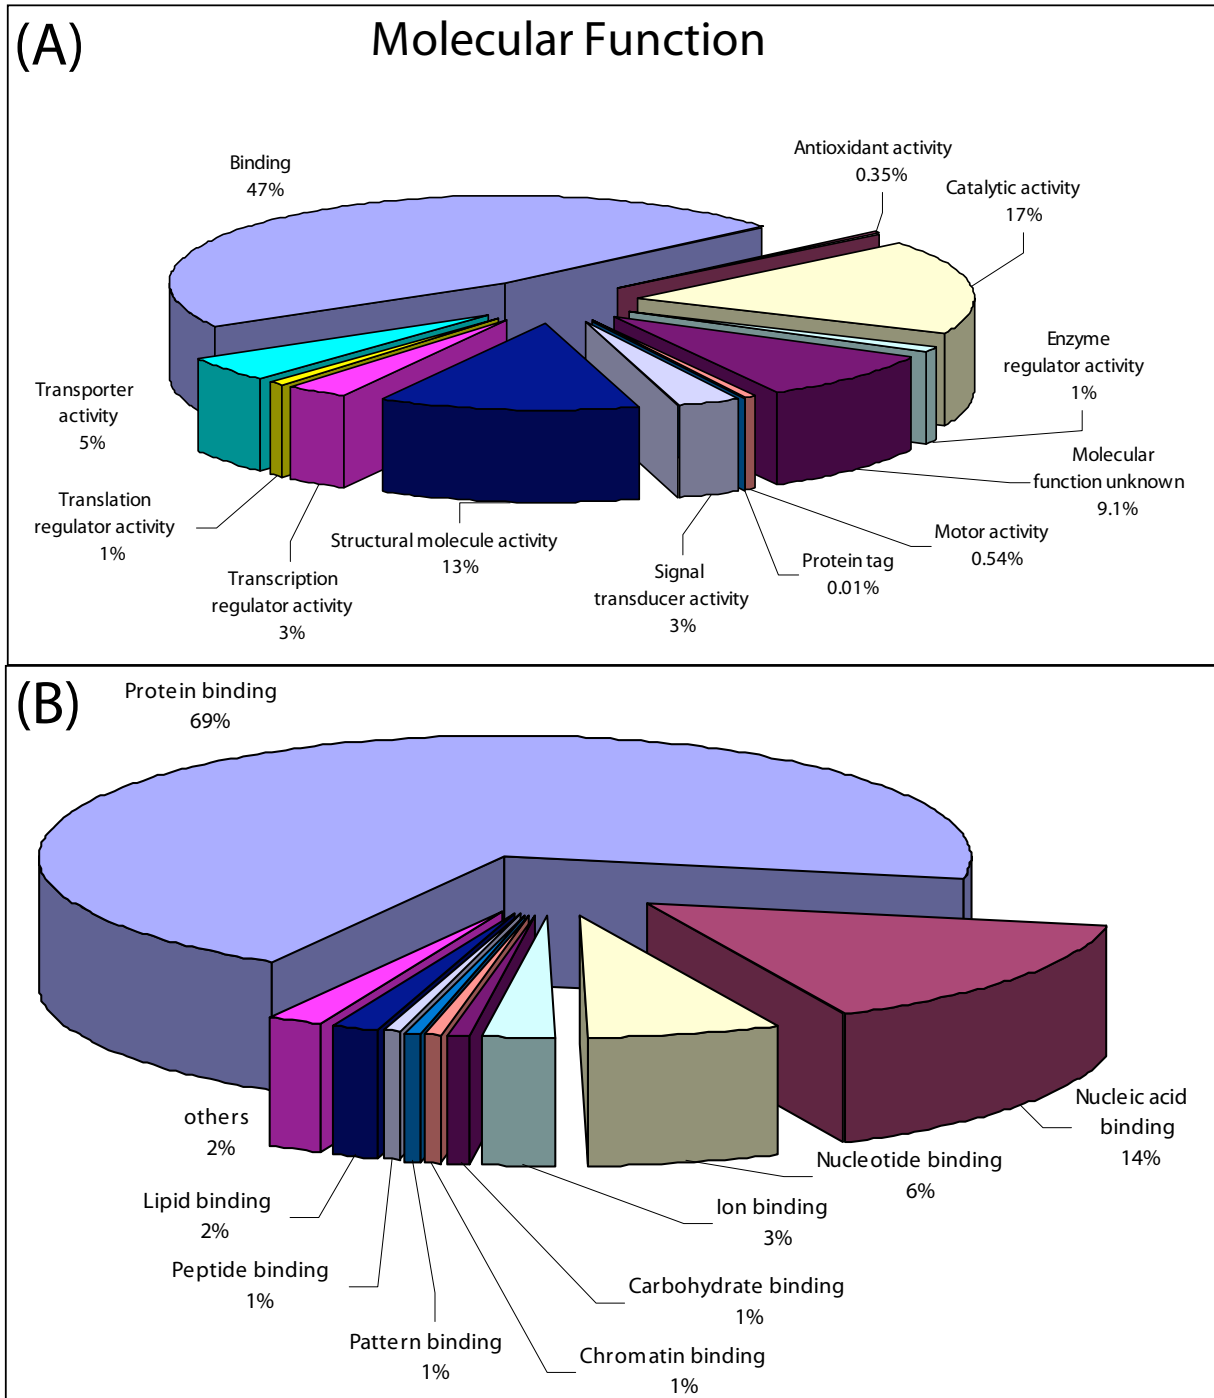 (A)
Molecular Function
Binding
47%
Antioxidant activity
0.35%
Catalytic activity
17%
Enzyme
regulator activity
1%
Molecular
function unknown
9.1%
Motor activity
0.54%
Protein tag
0.01%
Signal
transducer activity
3%
Structural molecule activity
13%
Transcription
regulator activity
3%
Translation
regulator activity
1%
Transporter
activity
5%
(B)
Protein binding
69%
Nucleic acid
binding
14%
Nucleotide binding
6%
Ion binding
3%
Carbohydrate binding
1%
Chromatin binding
1%
Pattern binding
1%
Peptide binding
1%
Lipid binding
2%
others
2%